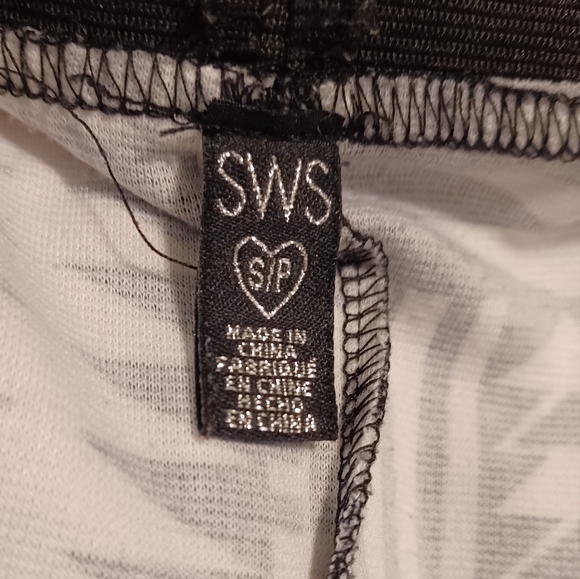 SWS
S/P
MADE IN
CHINA
FABRIQUÉ
EN CHINE
HECHO
EN CHINA